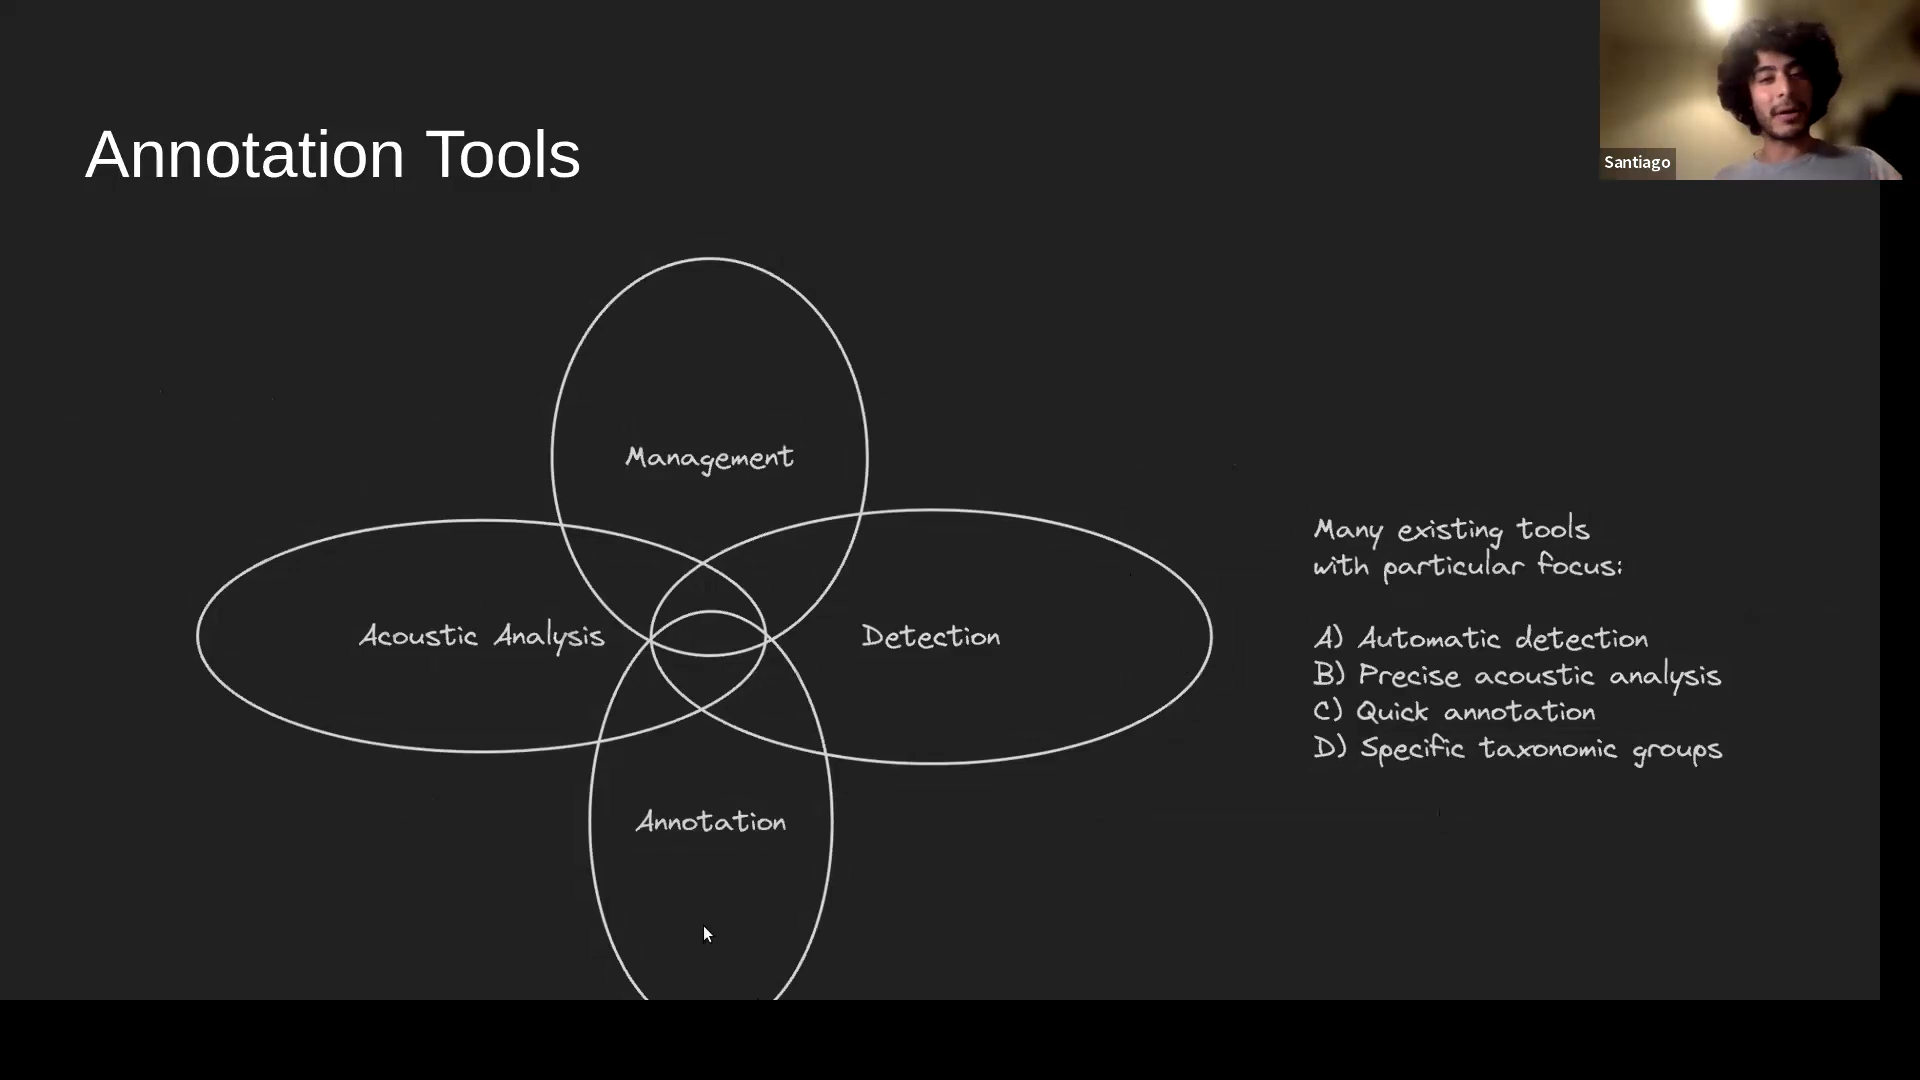 Annotation Tools
Santiago
Management
Acoustic Analysis
Detection
Annotation
Many existing tools
with particular focus:
A) Automatic detection
B) Precise acoustic analysis
C) Quick annotation
D) Specific taxonomic groups